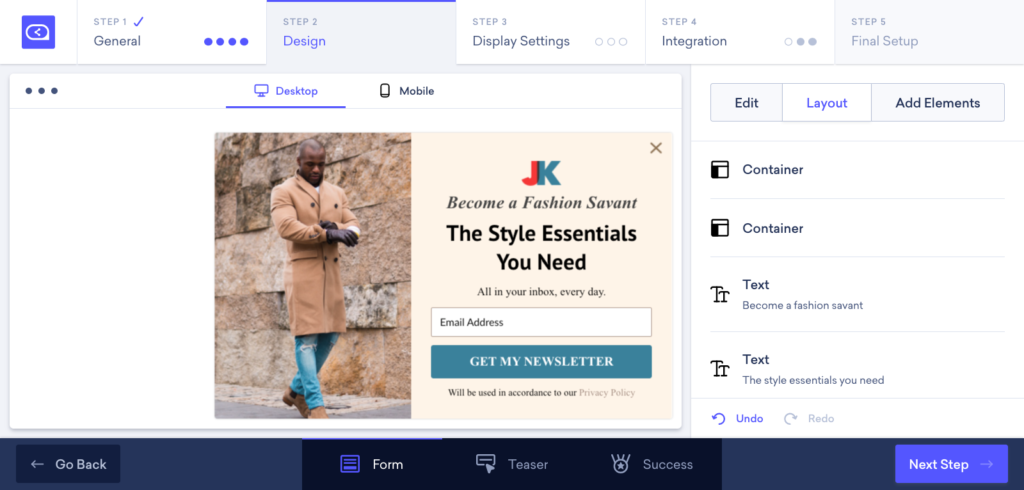 STEP 1
General
STEP 2
Design
STEP 3
Display Settings
STEP 4
Integration
STEP 5
Final Setup
Desktop
Mobile
JK
Become a Fashion Savant
The Style Essentials
You Need
All in your inbox, every day.
Email Address
GET MY NEWSLETTER
Will be used in accordance to our Privacy Policy
Edit
Layout
Add Elements
Container
Container
Text
Become a fashion savant
Text
The style essentials you need
Undo
Redo
Go Back
Form
Teaser
Success
Next Step